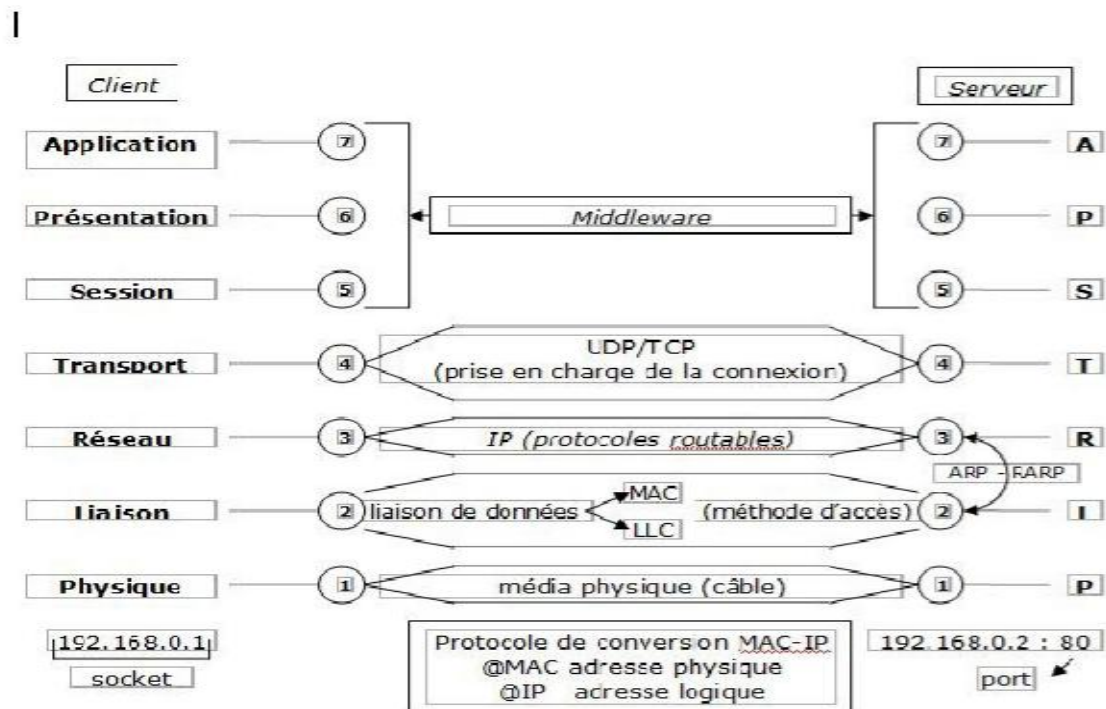 I
Client
Serveur
Application 7 7 A
Présentation 6 Middleware 6 P
Session 5 5 S
Transport 4 UDP/TCP 4 T
(prise en charge de la connexion)
Réseau 3 IP (protocoles routables) 3 R
ARP - RARP
MAC
Liaison 2 liaison de données (méthode d'accès) 2 I
LLC
Physique 1 média physique (câble) 1 P
192.168.0.1
socket
Protocole de conversion MAC-IP
@MAC adresse physique
@IP adresse logique
192.168.0.2 : 80
port